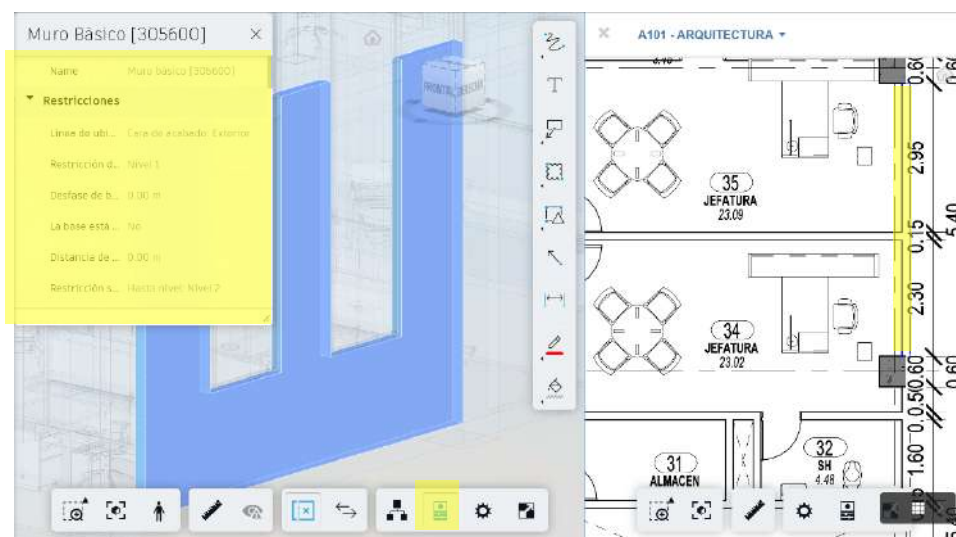 Muro Básico [305600]
Name Muro básico [305600]
Restricciones
Línea de ubi... Cara de acabado: Exterior
Restricción d... Nivel 1
Desfase de b... 0.00 m
La base está ... No
Distancia de ... 0.00 m
Restricción s... Hasta nivel: Nivel 2
FRONTAL
T
A101 - ARQUITECTURA
0.60
2.95
35
JEFATURA
23.09
0.15
5.40
2.30
34
JEFATURA
23.02
0.60
0.60
0.50
31
ALMACEN
32
SH
4.48
1.60